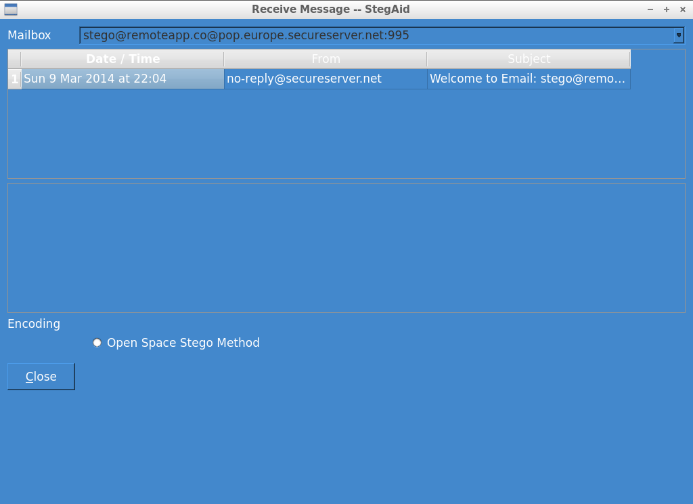 Receive Message -- StegAid
Mailbox stego@remoteapp.co@pop.europe.secureserver.net:995
Date / Time From Subject
1 Sun 9 Mar 2014 at 22:04 no-reply@secureserver.net Welcome to Email: stego@remo...
Encoding
Open Space Stego Method
Close